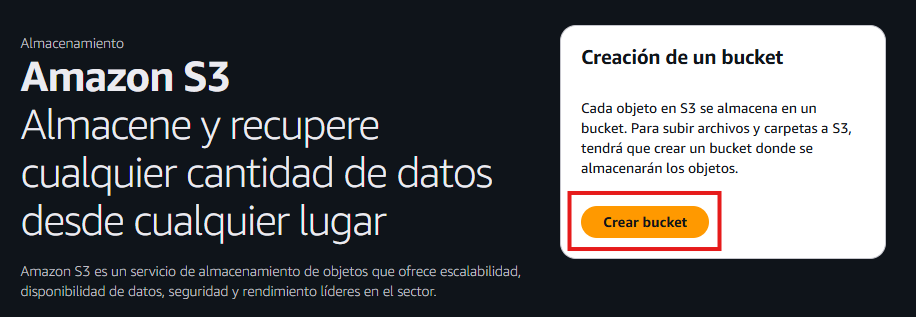 Almacenamiento
Amazon S3
Almacene y recupere
cualquier cantidad de datos
desde cualquier lugar
Amazon S3 es un servicio de almacenamiento de objetos que ofrece escalabilidad,
disponibilidad de datos, seguridad y rendimiento líderes en el sector.
Creación de un bucket
Cada objeto en S3 se almacena en un
bucket. Para subir archivos y carpetas a S3,
tendrá que crear un bucket donde se
almacenarán los objetos.
Crear bucket